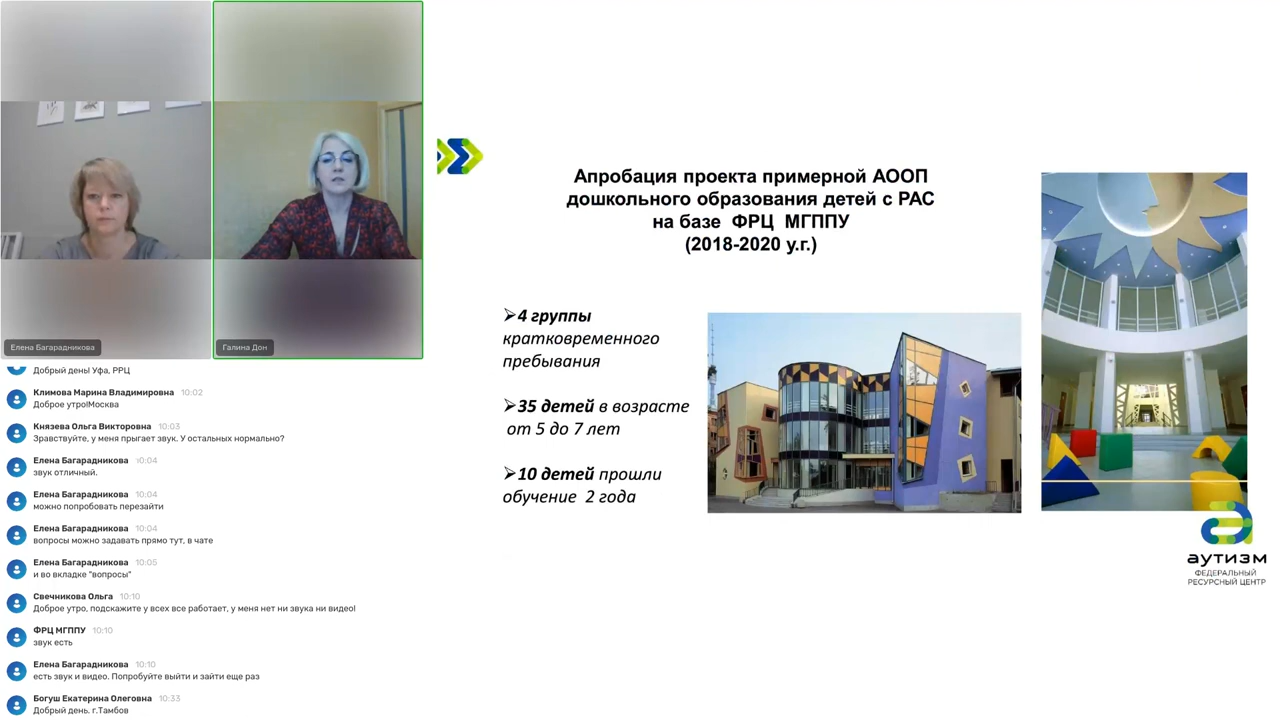 Елена Багарадникова
Галина Дон
Добрый день! Уфа, РРЦ
Климова Марина Владимировна 10:02
Доброе утро!Москва
Князева Ольга Викторовна 10:03
Зравствуйте, у меня прыгает звук. У остальных нормально?
Елена Багарадникова 10:04
звук отличный.
Елена Багарадникова 10:04
можно попробовать перезайти
Елена Багарадникова 10:04
вопросы можно задавать прямо тут, в чате
Елена Багарадникова 10:05
и во вкладке "вопросы"
Свечникова Ольга 10:10
Доброе утро, подскажите у всех все работает, у меня нет ни звука ни видео!
ФРЦ МГППУ 10:10
звук есть
Елена Багарадникова 10:10
есть звук и видео. Попробуйте выйти и зайти еще раз
Богуш Екатерина Олеговна 10:33
Добрый день. г.Тамбов
Апробация проекта примерной АООП
дошкольного образования детей с РАС
на базе ФРЦ МГППУ
(2018-2020 у.г.)
4 группы
кратковременного
пребывания
35 детей в возрасте
от 5 до 7 лет
10 детей прошли
обучение 2 года
аутизм
ФЕДЕРАЛЬНЫЙ
РЕСУРСНЫЙ ЦЕНТР